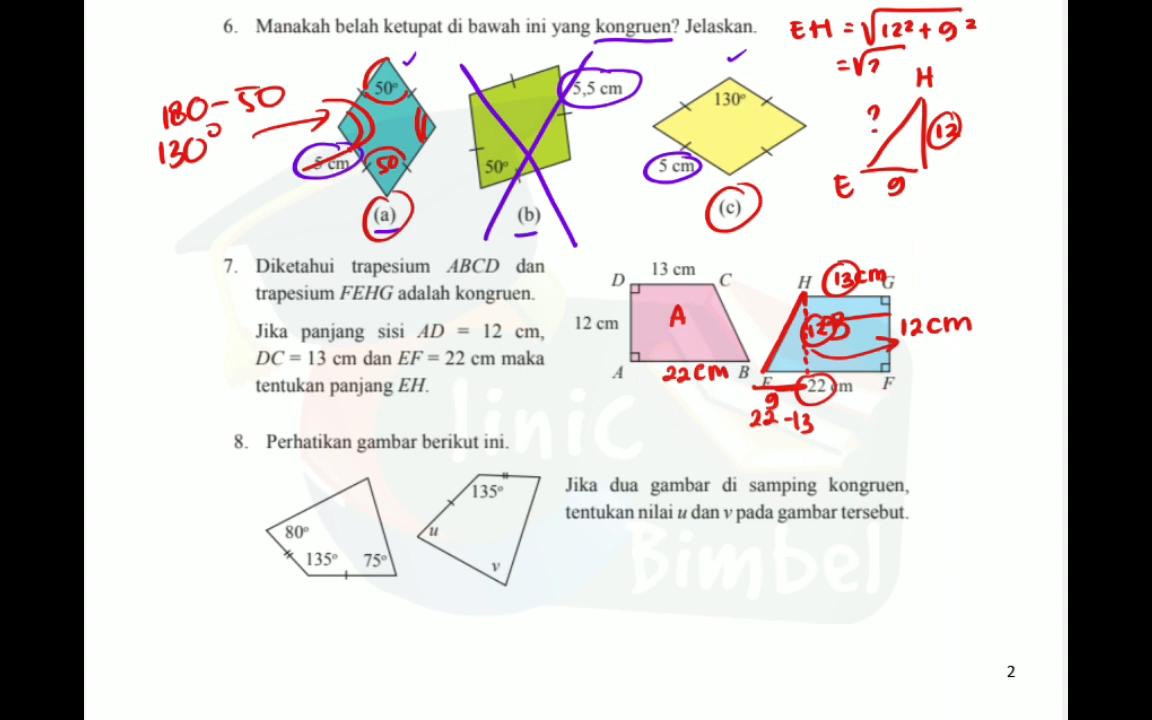 6. Manakah belah ketupat di bawah ini yang kongruen? Jelaskan.
EH = √12² + 9²
= √?
180 - 50
130°
50°
50
5 cm
(a)
5,5 cm
50°
(b)
130°
5 cm
(c)
H
?
12
E
9
7. Diketahui trapesium ABCD dan
trapesium FEHG adalah kongruen.
Jika panjang sisi AD = 12 cm,
DC = 13 cm dan EF = 22 cm maka
tentukan panjang EH.
13 cm
D
C
12 cm
A
A
22cm
B
H
13cm
G
12cm
E
22 cm
F
9
22-13
8. Perhatikan gambar berikut ini.
80°
135°
75°
135°
u
v
Jika dua gambar di samping kongruen,
tentukan nilai u dan v pada gambar tersebut.
Clinic
Bimbel
2